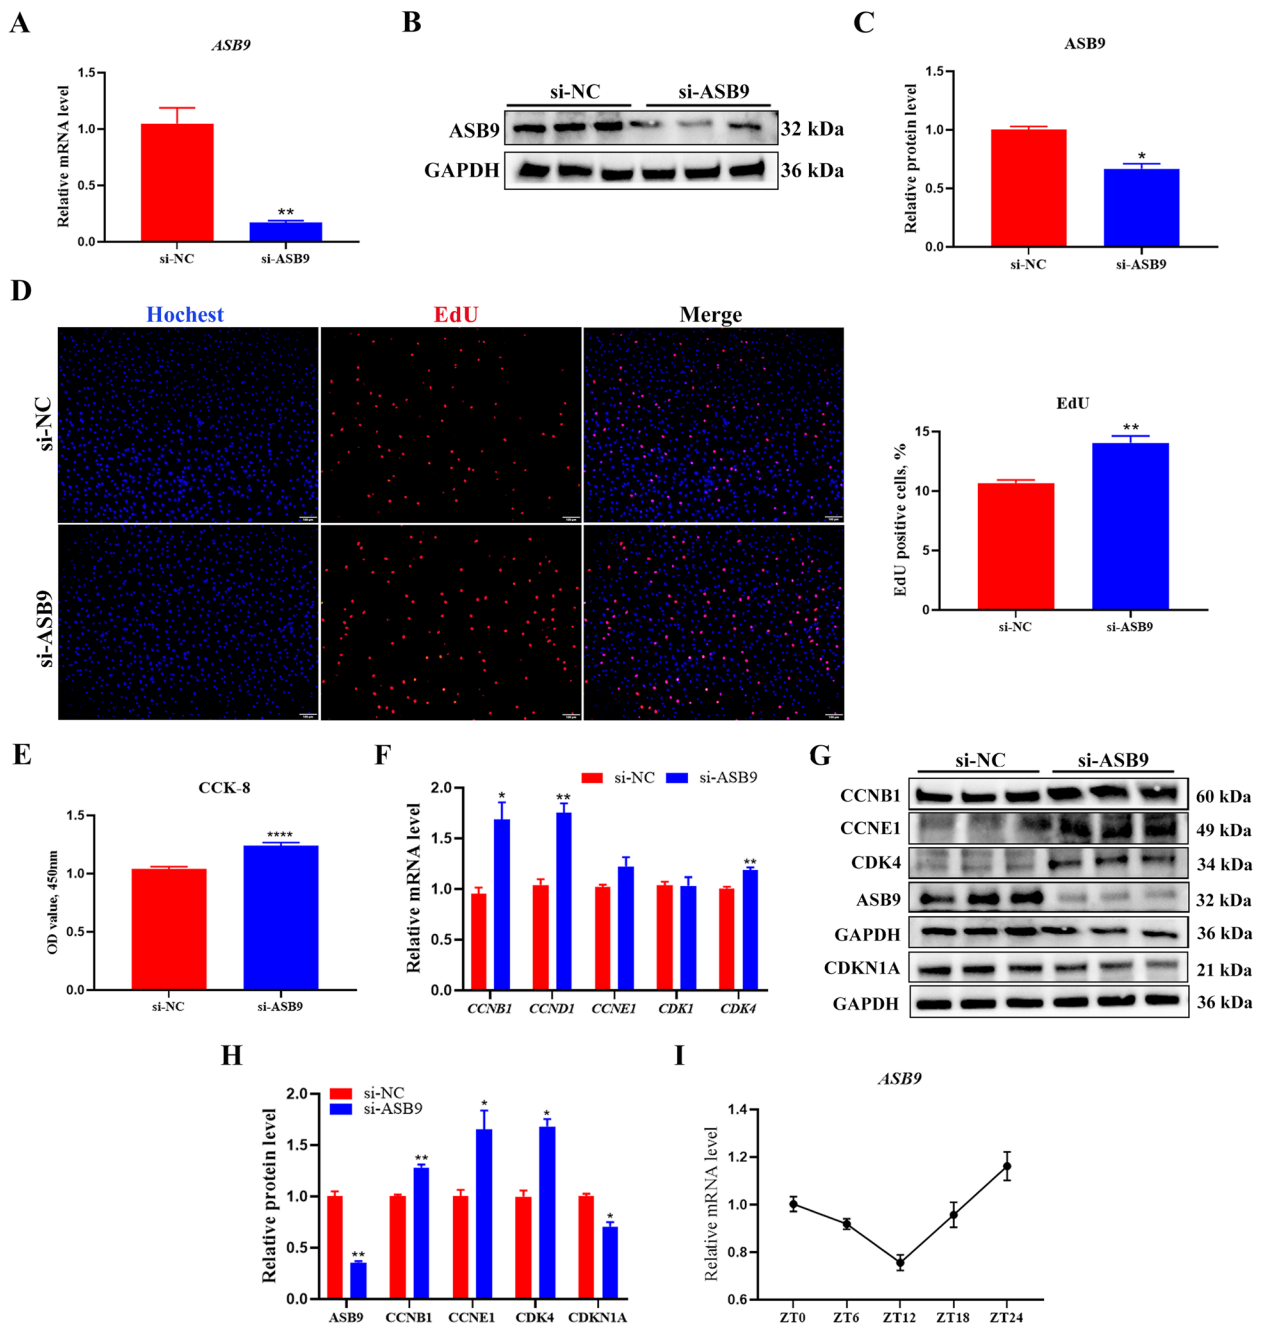 A
ASB9
Relative mRNA level
1.5
1.0
0.5
0.0
**
si-NC
si-ASB9
B
si-NC
si-ASB9
ASB9
32 kDa
GAPDH
36 kDa
C
ASB9
Relative protein level
1.5
1.0
0.5
0.0
*
si-NC
si-ASB9
D
Hochest
EdU
Merge
si-NC
si-ASB9
EdU
EdU positive cells, %
15
10
5
0
**
si-NC
si-ASB9
E
CCK-8
OD value, 450nm
1.5
1.0
0.5
0.0
****
si-NC
si-ASB9
F
si-NC
si-ASB9
Relative mRNA level
2.0
1.5
1.0
0.5
0.0
*
**
**
CCNB1
CCND1
CCNE1
CDK1
CDK4
G
si-NC
si-ASB9
CCNB1
60 kDa
CCNE1
49 kDa
CDK4
34 kDa
ASB9
32 kDa
GAPDH
36 kDa
CDKN1A
21 kDa
GAPDH
36 kDa
H
si-NC
si-ASB9
Relative protein level
2.0
1.5
1.0
0.5
0.0
**
**
*
*
*
ASB9
CCNB1
CCNE1
CDK4
CDKN1A
I
ASB9
Relative mRNA level
1.4
1.2
1.0
0.8
0.6
ZT0
ZT6
ZT12
ZT18
ZT24